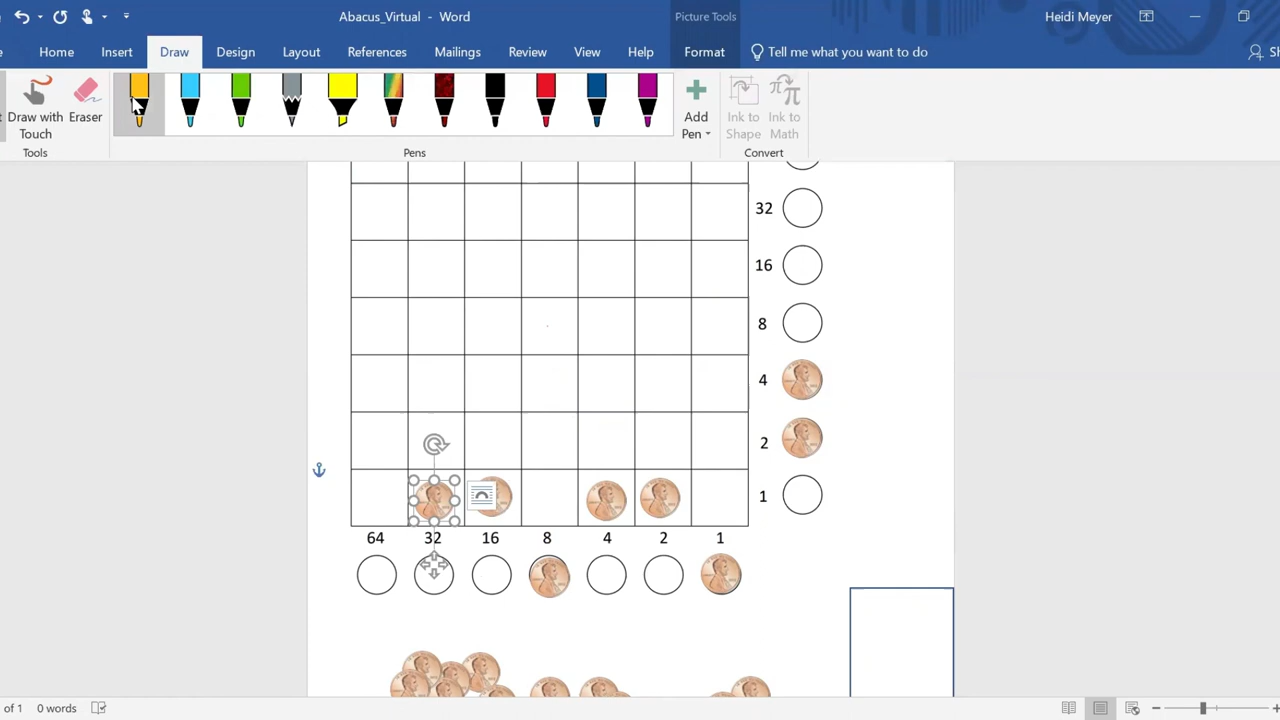 Abacus_Virtual - Word
Picture Tools
Heidi Meyer
Home Insert Draw Design Layout References Mailings Review View Help Format Tell me what you want to do
Draw with Touch
Eraser
Add Pen
Ink to Shape
Ink to Math
Tools
Pens
Convert
32
16
8
4
2
1
64 32 16 8 4 2 1
of 1 0 words